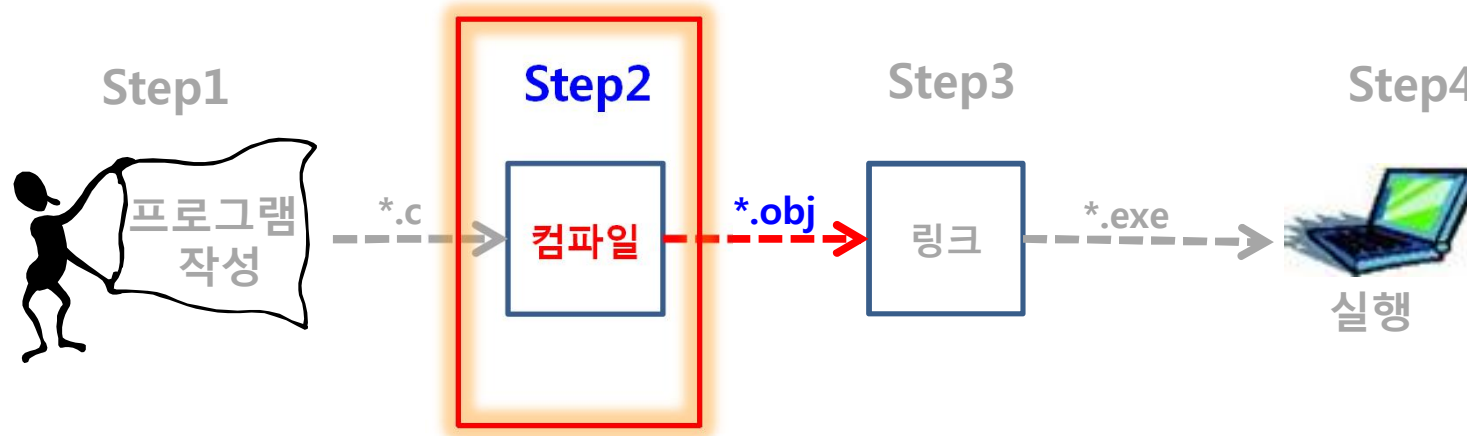 Step1
Step2
Step3
Step4
프로그램
작성
*.c
컴파일
*.obj
링크
*.exe
실행